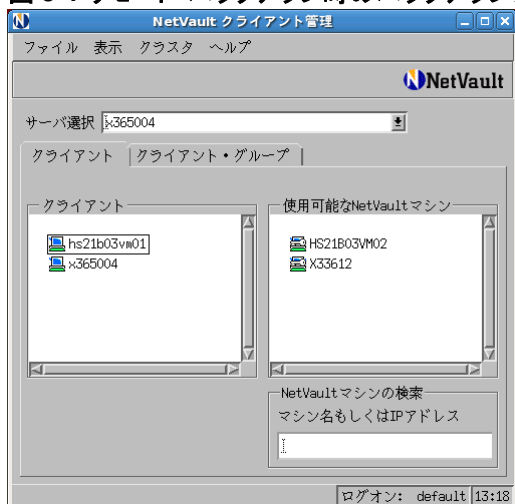 NetVault クライアント管理
ファイル 表示 クラスタ ヘルプ
NetVault
サーバ選択 x365004
クライアント クライアント・グループ
クライアント
hs21b03vm01
x365004
使用可能なNetVaultマシン
HS21B03VM02
X33612
NetVaultマシンの検索
マシン名もしくはIPアドレス
ログオン: default 13:18